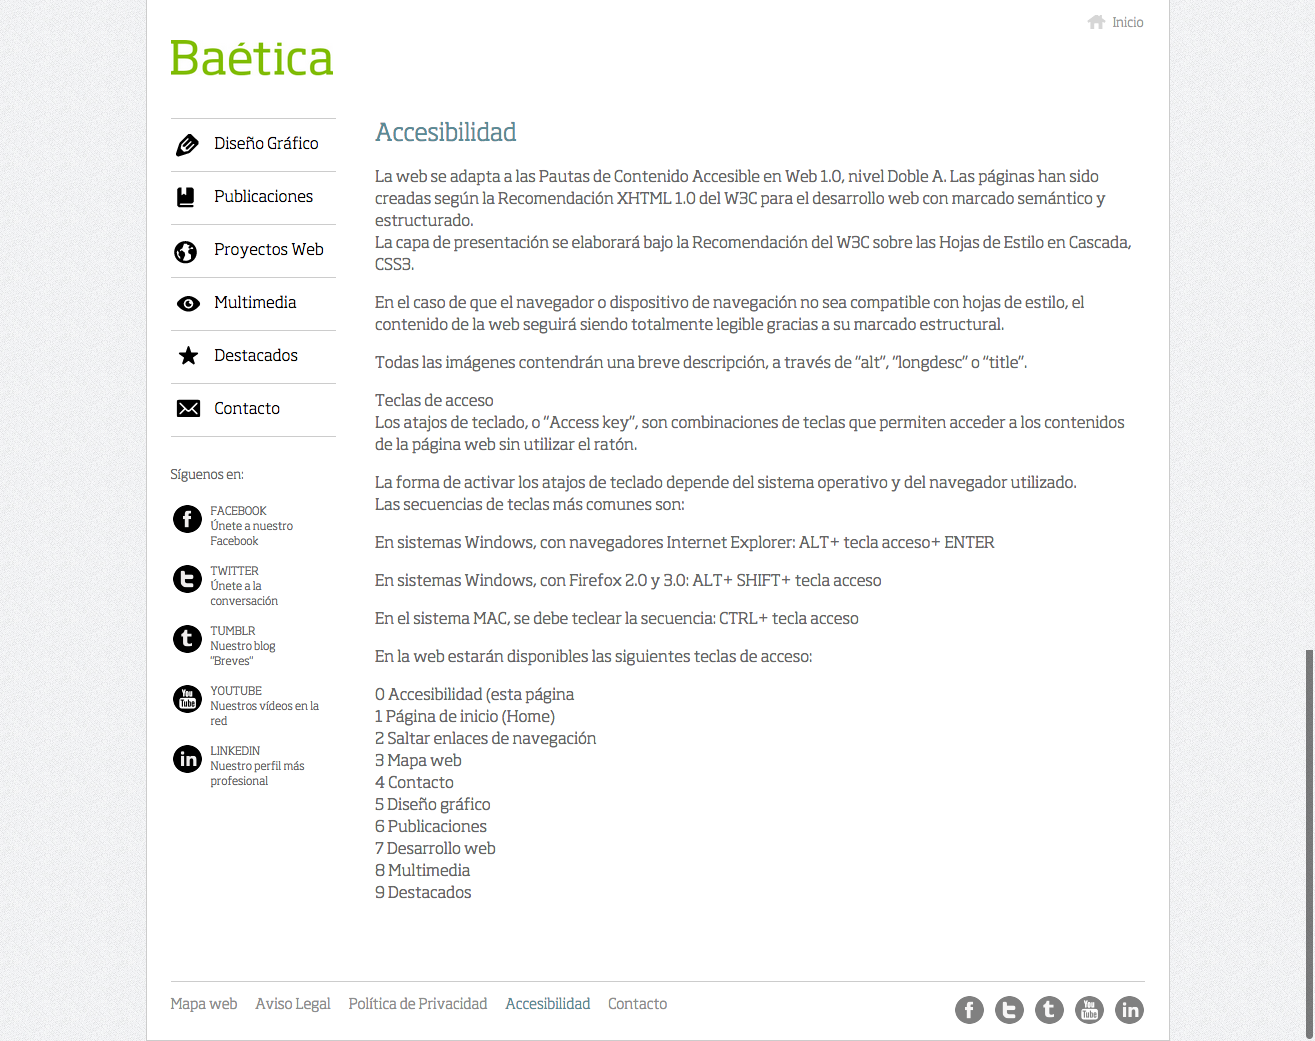 Inicio
Baética
Diseño Gráfico
Publicaciones
Proyectos Web
Multimedia
Destacados
Contacto
Síguenos en:
FACEBOOK
Únete a nuestro
Facebook
TWITTER
Únete a la
conversación
TUMBLR
Nuestro blog
"Breves"
YOUTUBE
Nuestros vídeos en la
red
LINKEDIN
Nuestro perfil más
profesional
Accesibilidad
La web se adapta a las Pautas de Contenido Accesible en Web 1.0, nivel Doble A. Las páginas han sido
creadas según la Recomendación XHTML 1.0 del W3C para el desarrollo web con marcado semántico y
estructurado.
La capa de presentación se elaborará bajo la Recomendación del W3C sobre las Hojas de Estilo en Cascada,
CSS3.
En el caso de que el navegador o dispositivo de navegación no sea compatible con hojas de estilo, el
contenido de la web seguirá siendo totalmente legible gracias a su marcado estructural.
Todas las imágenes contendrán una breve descripción, a través de “alt”, “longdesc” o “title”.
Teclas de acceso
Los atajos de teclado, o “Access key”, son combinaciones de teclas que permiten acceder a los contenidos
de la página web sin utilizar el ratón.
La forma de activar los atajos de teclado depende del sistema operativo y del navegador utilizado.
Las secuencias de teclas más comunes son:
En sistemas Windows, con navegadores Internet Explorer: ALT+ tecla acceso+ ENTER
En sistemas Windows, con Firefox 2.0 y 3.0: ALT+ SHIFT+ tecla acceso
En el sistema MAC, se debe teclear la secuencia: CTRL+ tecla acceso
En la web estarán disponibles las siguientes teclas de acceso:
0 Accesibilidad (esta página
1 Página de inicio (Home)
2 Saltar enlaces de navegación
3 Mapa web
4 Contacto
5 Diseño gráfico
6 Publicaciones
7 Desarrollo web
8 Multimedia
9 Destacados
Mapa web Aviso Legal Política de Privacidad Accesibilidad Contacto